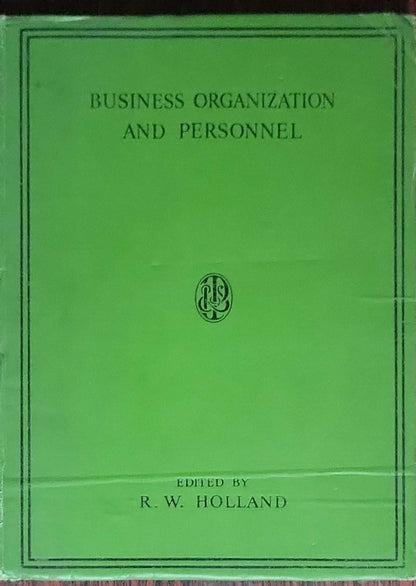 BUSINESS ORGANIZATION
AND PERSONNEL
EDITED BY
R. W. HOLLAND